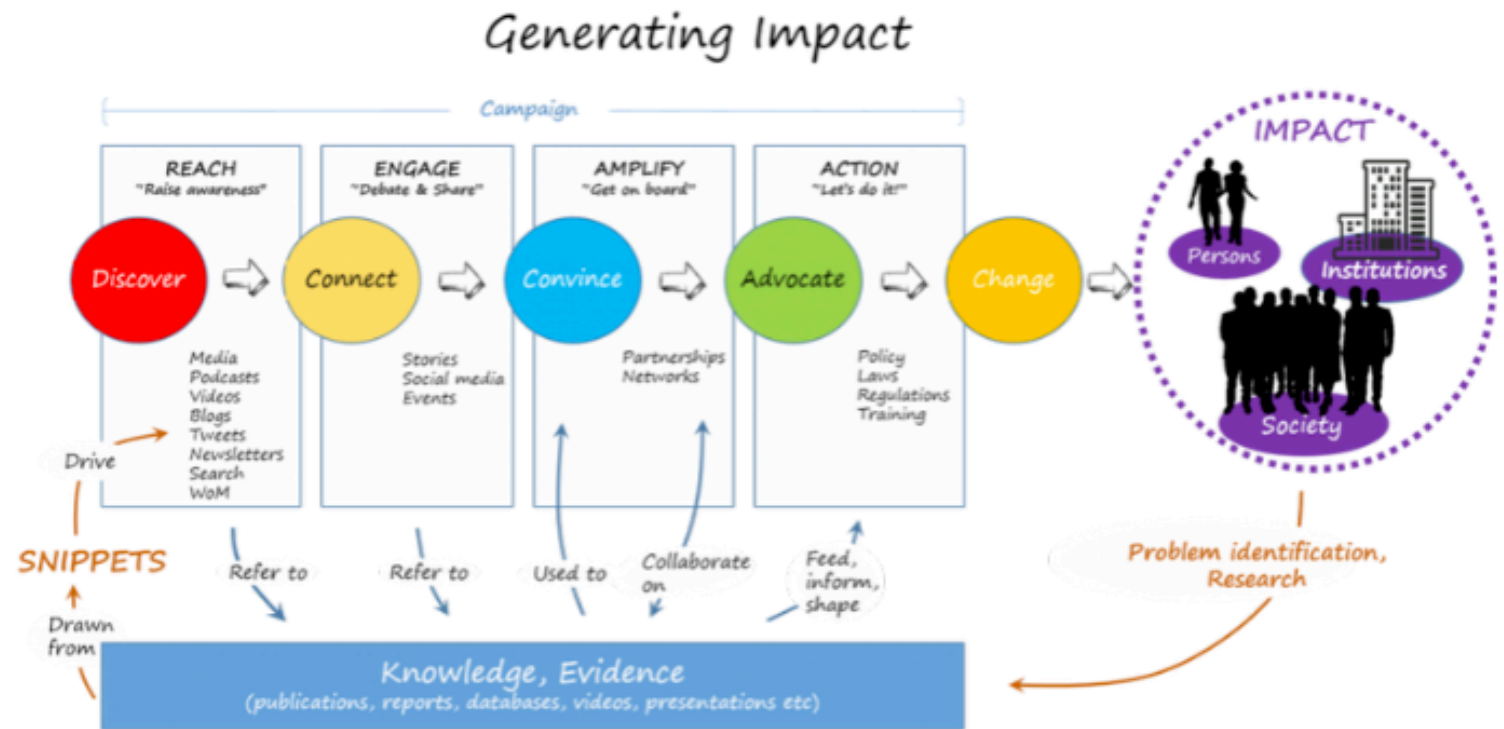 Generating Impact
Campaign
REACH
"Raise awareness"
ENGAGE
"Debate & Share"
AMPLIFY
"Get on board"
ACTION
"Let's do it!"
IMPACT
Discover
Connect
Convince
Advocate
Change
Persons
Institutions
Society
Media
Podcasts
Videos
Blogs
Tweets
Newsletters
Search
WoM
Stories
Social media
Events
Partnerships
Networks
Policy
Laws
Regulations
Training
Drive
SNIPPETS
Drawn
from
Refer to
Refer to
Used to
Collaborate
on
Feed,
inform,
shape
Problem identification,
Research
Knowledge, Evidence
(publications, reports, databases, videos, presentations etc)